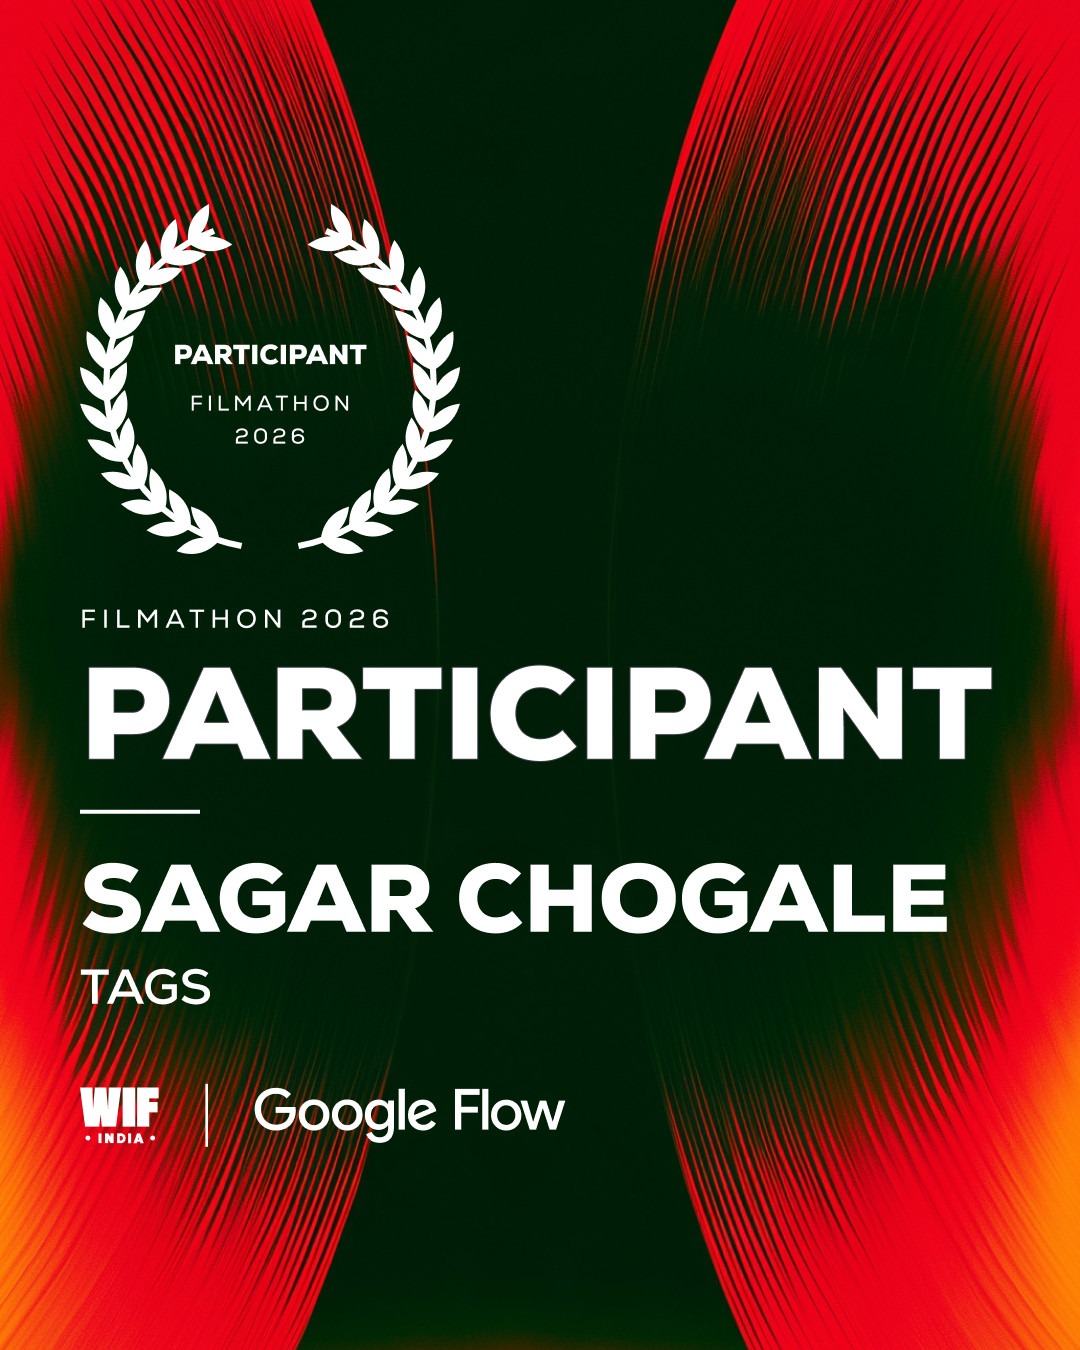 PARTICIPANT
FILMATHON
2026
FILMATHON 2026
PARTICIPANT
SAGAR CHOGALE
TAGS
WIF
• INDIA •
Google Flow